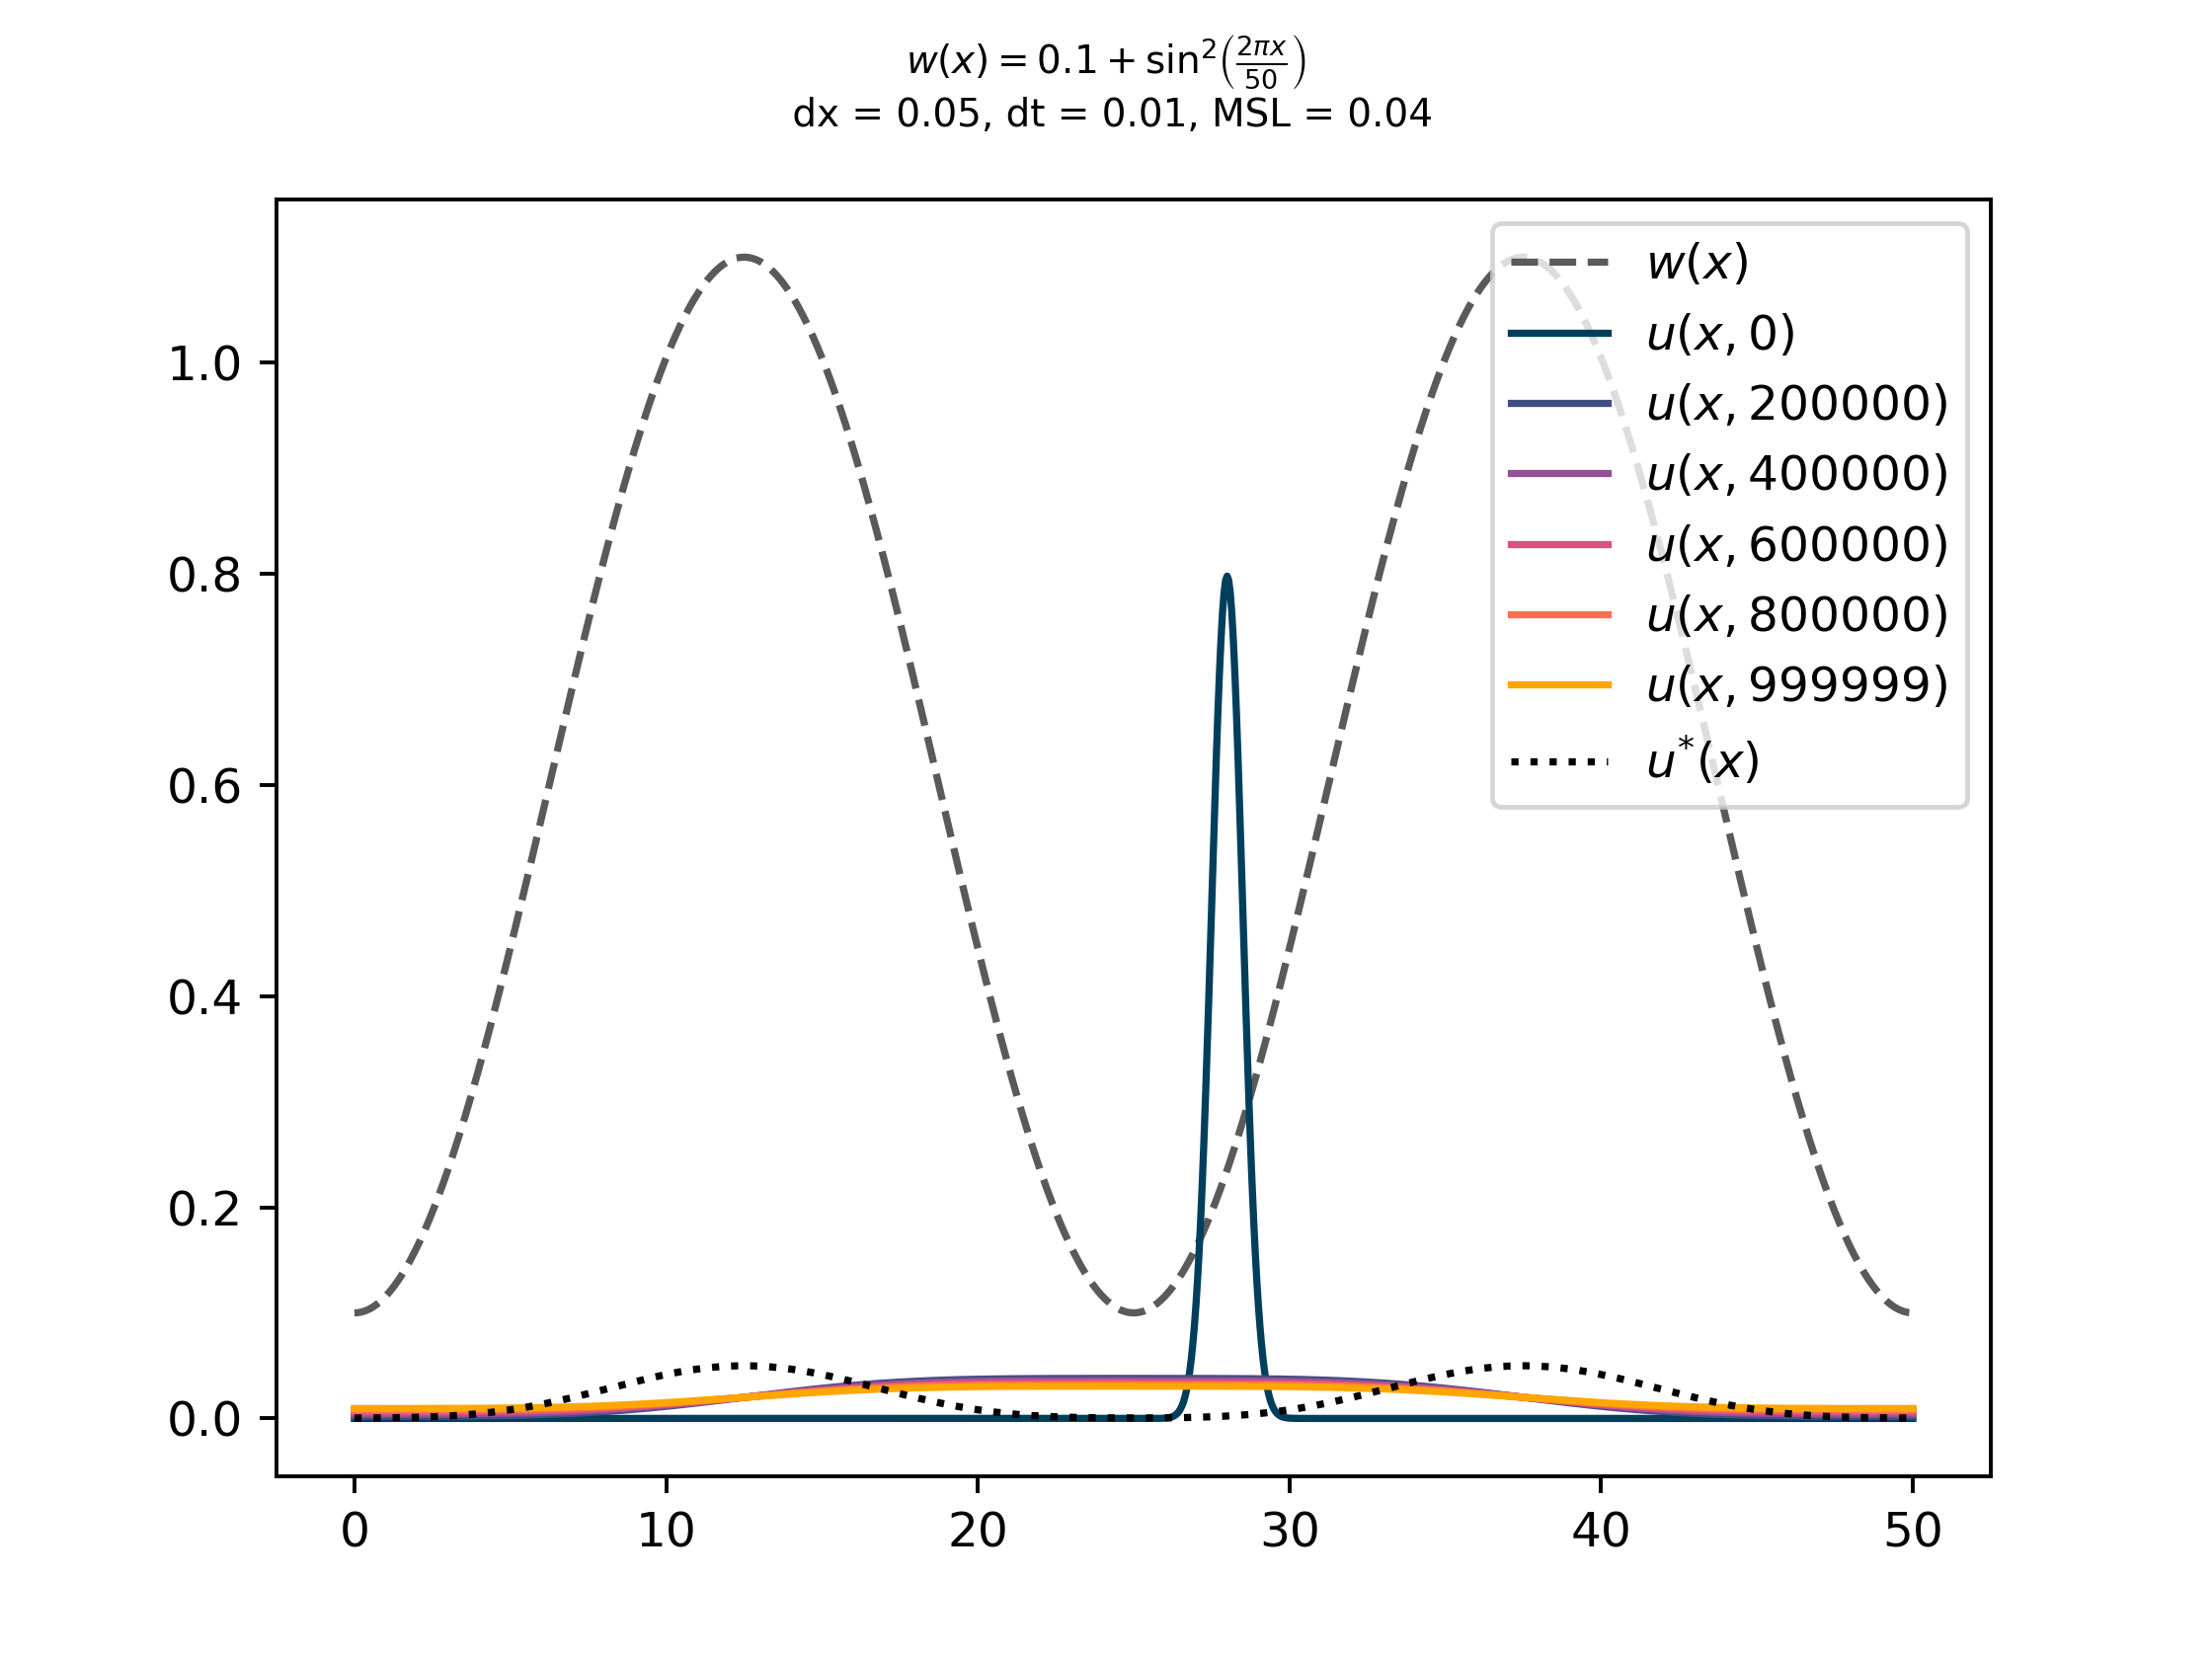 w(x) = 0.1 + sin²(2πx/50)
dx = 0.05, dt = 0.01, MSL = 0.04
w(x)
u(x, 0)
u(x, 200000)
u(x, 400000)
u(x, 600000)
u(x, 800000)
u(x, 999999)
u*(x)
1.0
0.8
0.6
0.4
0.2
0.0
0 10 20 30 40 50